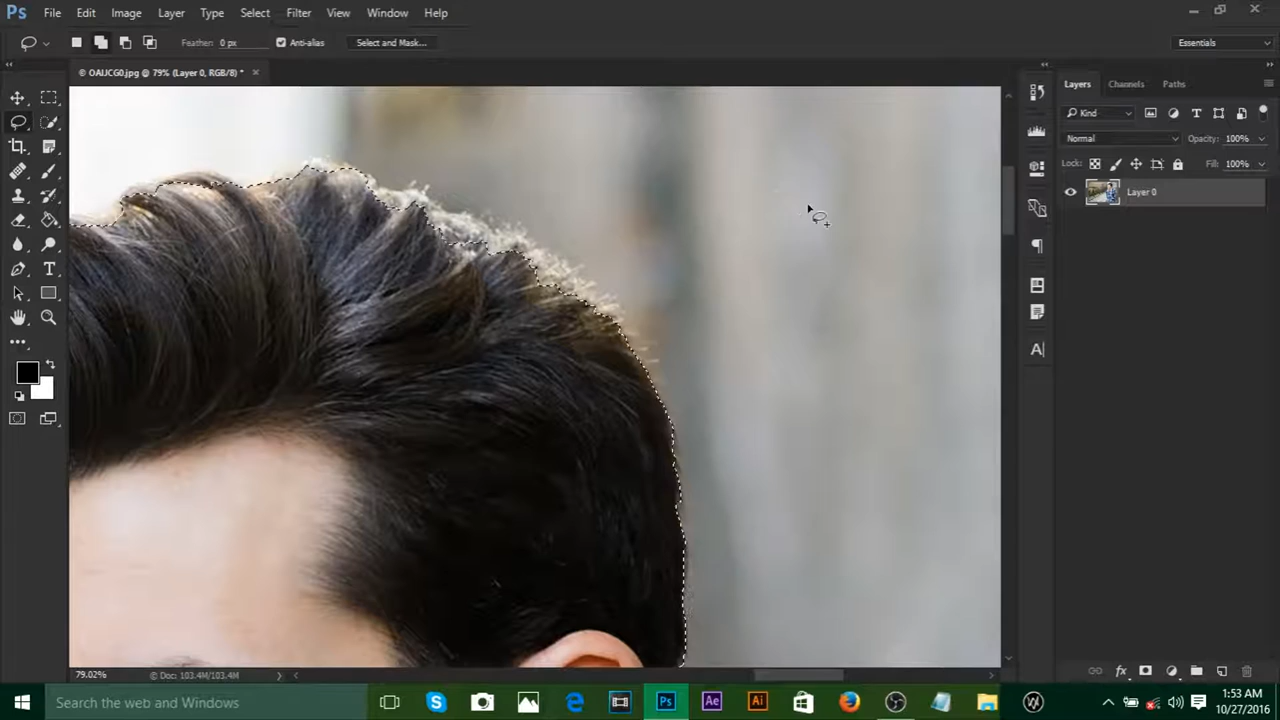 Ps File Edit Image Layer Type Select Filter View Window Help
Feather: 0 px Anti-alias Select and Mask... Essentials
© OAIJCG0.jpg @ 79% (Layer 0, RGB/8) *
Layers Channels Paths
Kind
Normal Opacity: 100%
Lock: Fill: 100%
Layer 0
79.02% Doc: 103.4M/103.4M
Search the web and Windows
Ps Ae Ai
1:53 AM
10/27/2016